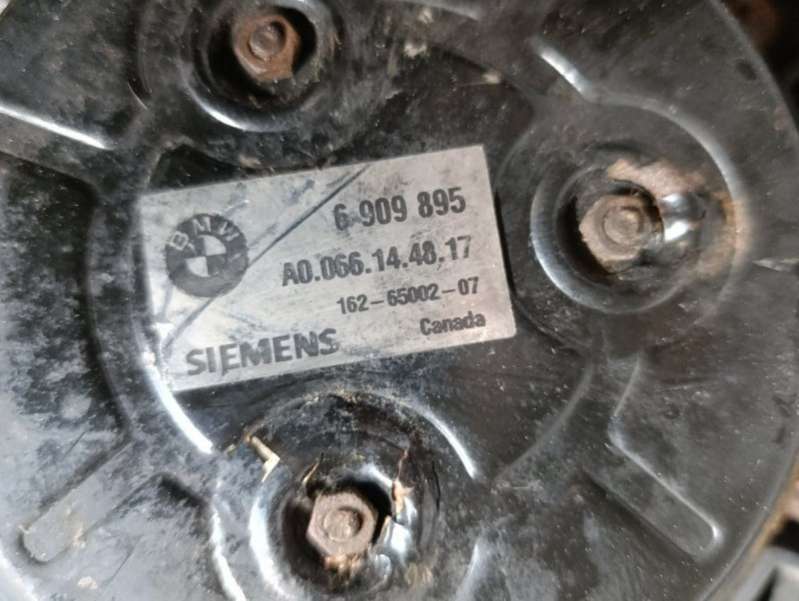 BMW
6 909 895
A0.066.14.48.17
162-65002-07
SIEMENS Canada